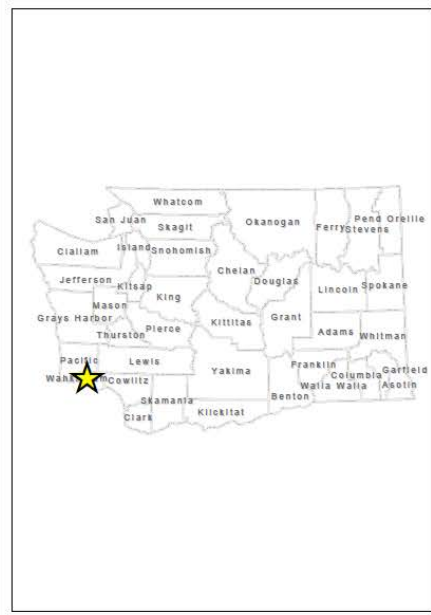 Whatcom
San Juan
Skagit
Okanogan
Ferry
Stevens
Pend Oreille
Clallam
Island
Snohomish
Chelan
Douglas
Jefferson
Kitsap
King
Lincoln
Spokane
Mason
Grays Harbor
Thurston
Pierce
Kittitas
Grant
Adams
Whitman
Pacific
Lewis
Yakima
Franklin
Columbia
Garfield
Cowlitz
Walla
Walla
Asotin
Skamania
Benton
Clark
Klickitat